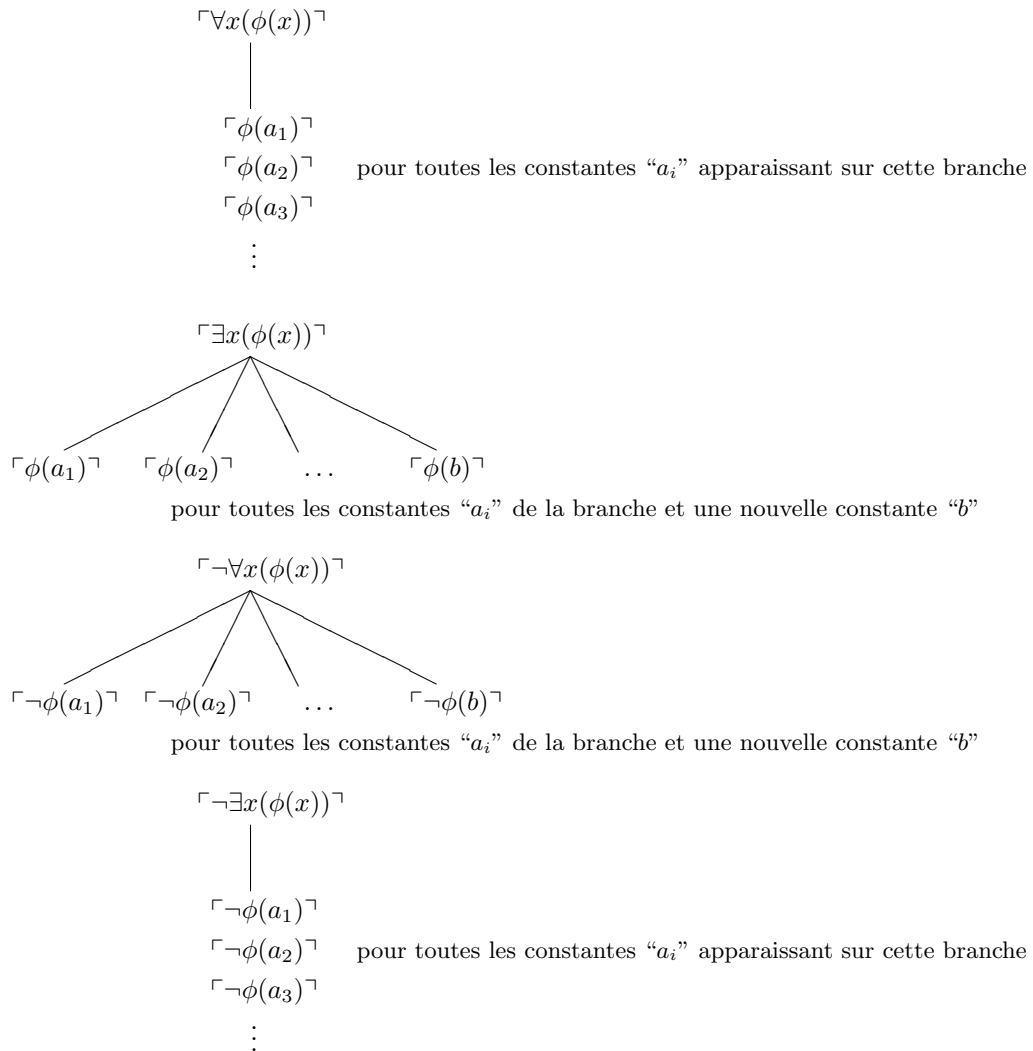 ⌜∀x(ϕ(x))⌝
⌜ϕ(a₁)⌝
⌜ϕ(a₂)⌝ pour toutes les constantes “aᵢ” apparaissant sur cette branche
⌜ϕ(a₃)⌝
⋮
⌜∃x(ϕ(x))⌝
⌜ϕ(a₁)⌝ ⌜ϕ(a₂)⌝ … ⌜ϕ(b)⌝
pour toutes les constantes “aᵢ” de la branche et une nouvelle constante “b”
⌜¬∀x(ϕ(x))⌝
⌜¬ϕ(a₁)⌝ ⌜¬ϕ(a₂)⌝ … ⌜¬ϕ(b)⌝
pour toutes les constantes “aᵢ” de la branche et une nouvelle constante “b”
⌜¬∃x(ϕ(x))⌝
⌜¬ϕ(a₁)⌝
⌜¬ϕ(a₂)⌝ pour toutes les constantes “aᵢ” apparaissant sur cette branche
⌜¬ϕ(a₃)⌝
⋮